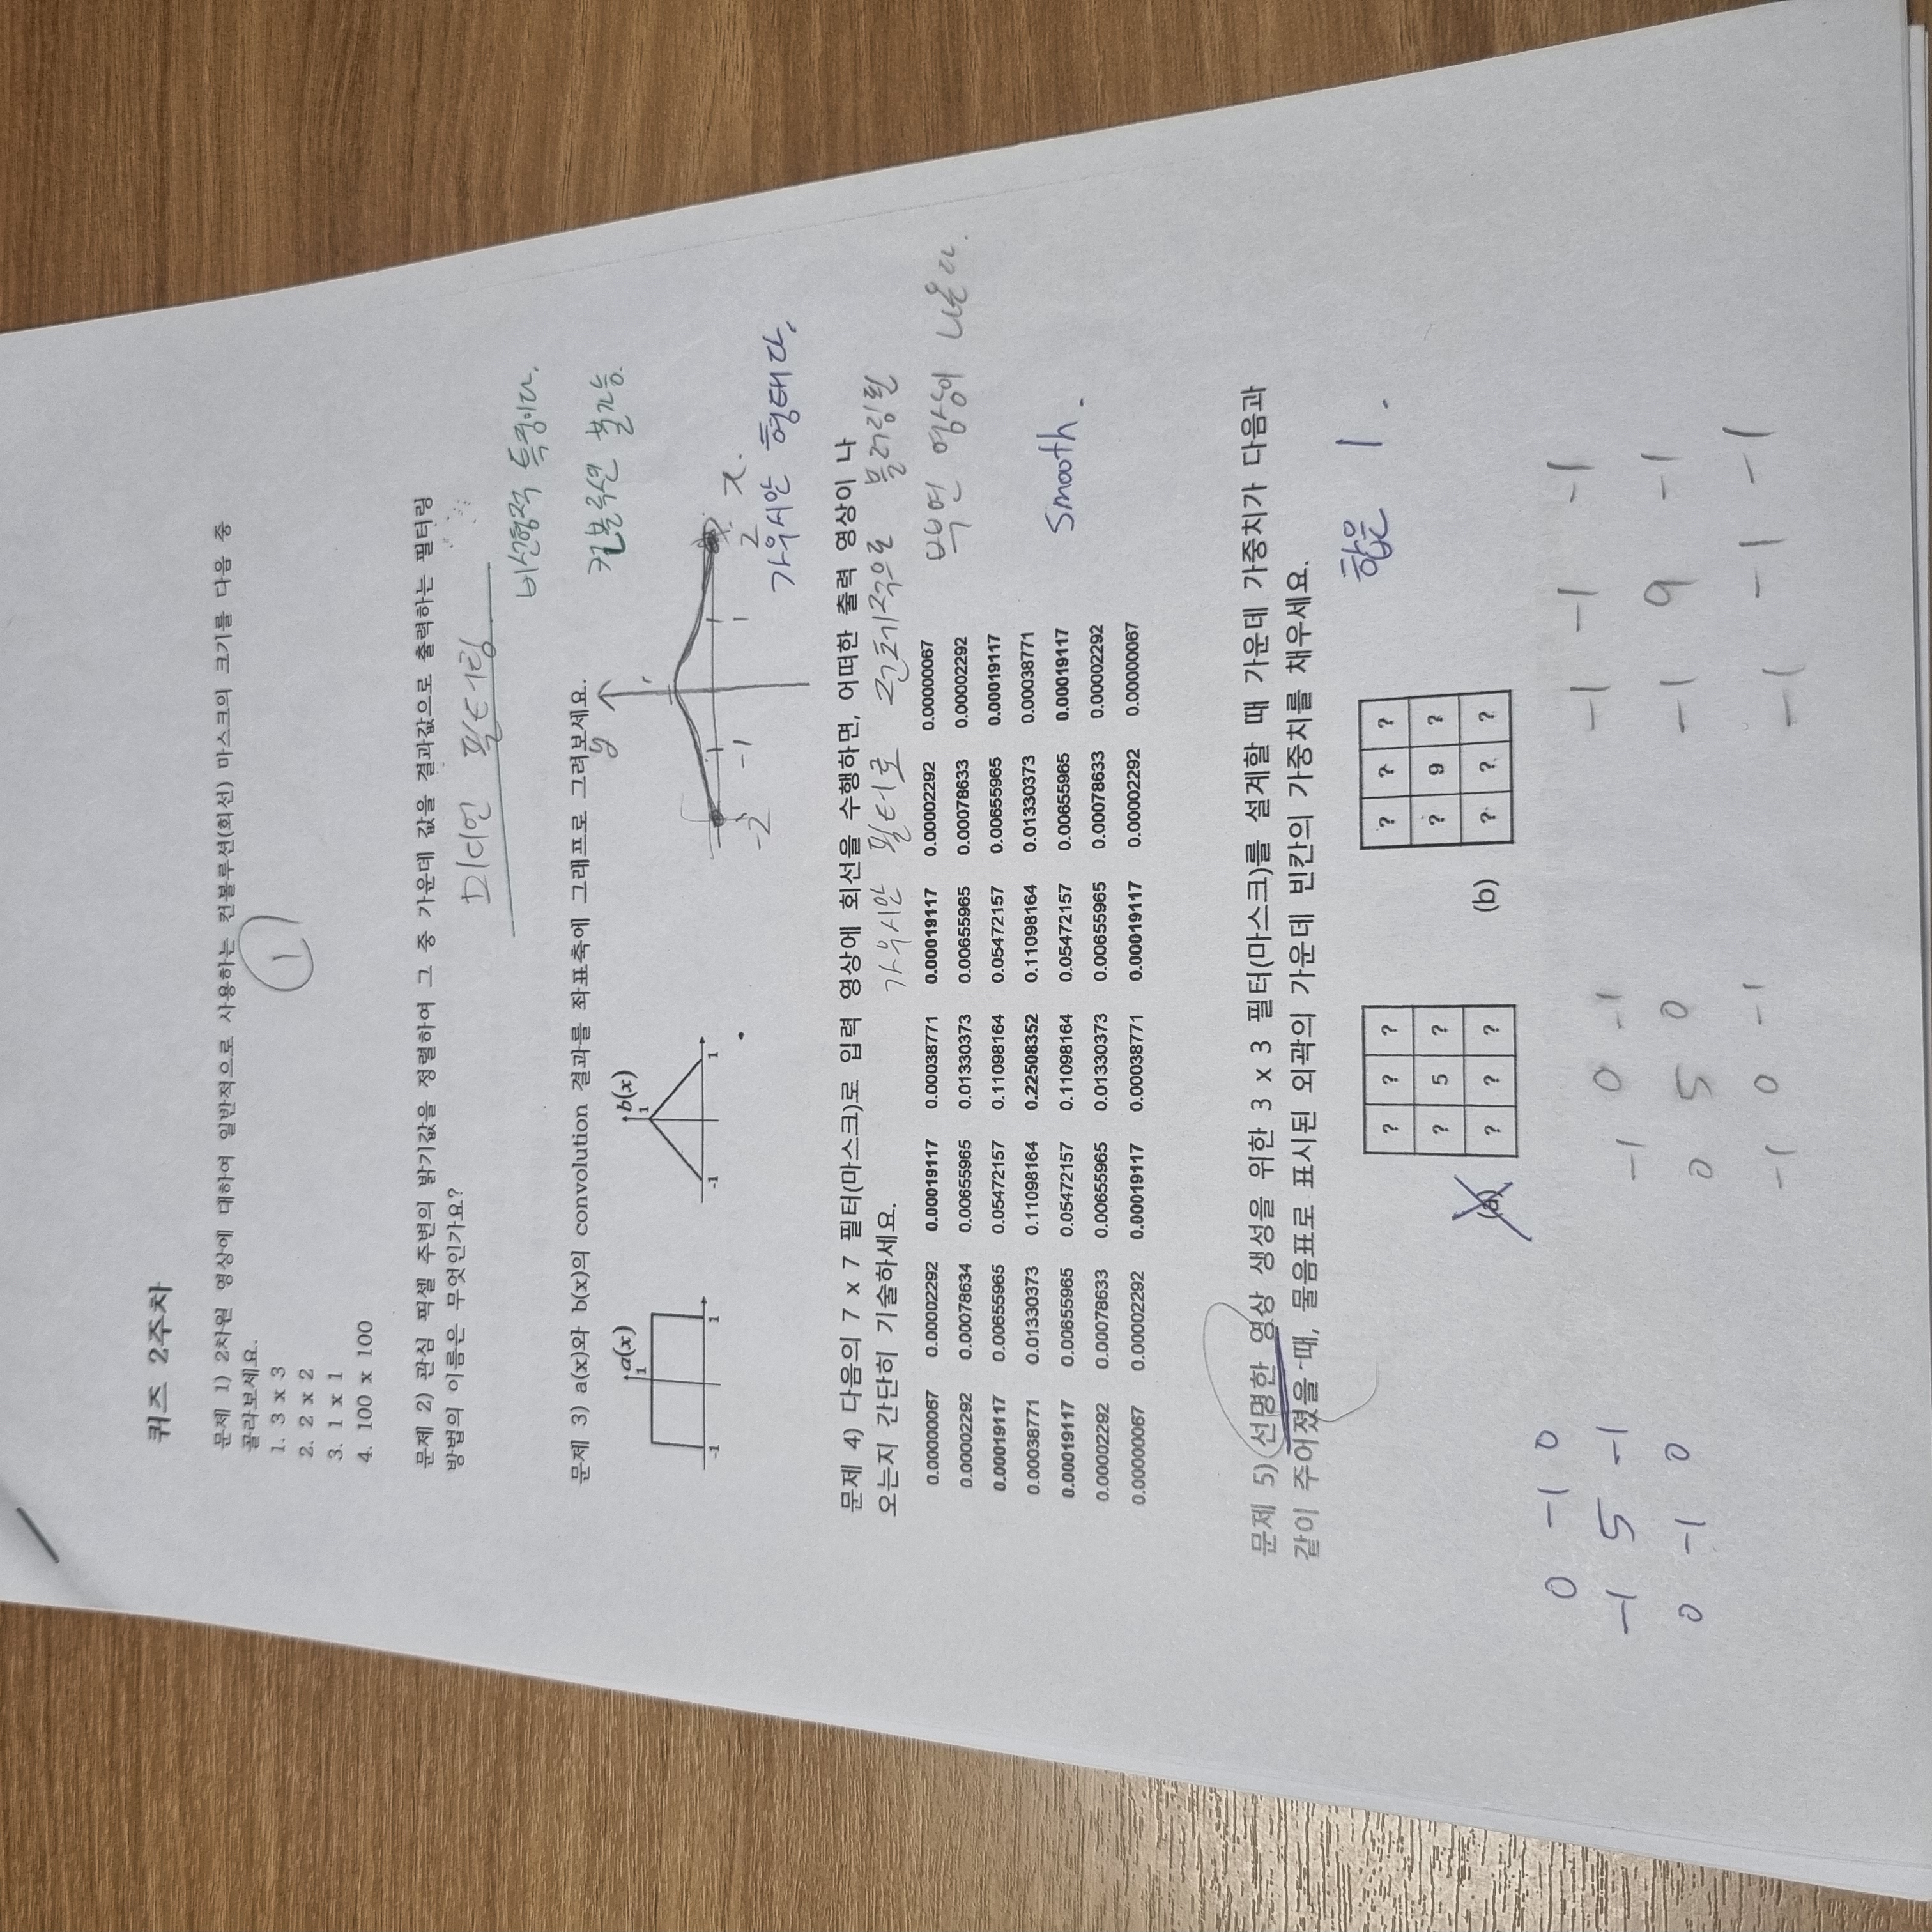 퀴즈 2주차
문제 1) 2차원 영상에 대하여 일반적으로 사용하는 컨볼루션(회선) 마스크의 크기를 다음 중
골라보세요.
1. 3 x 3
2. 2 x 2
3. 1 x 1
4. 100 x 100
1
문제 2) 관심 픽셀 주변의 밝기값을 정렬하여 그 중 가운데 값을 결과값으로 출력하는 필터링
방법의 이름은 무엇인가요?
미디언 필터링
비선형적 특징이다.
컨볼루션 불가능.
문제 3) a(x)와 b(x)의 convolution 결과를 좌표축에 그래프로 그려보세요.
a(x)
1
-1 1
b(x)
1
-1 1
y
-2 -1 1 2 x.
가우시안 형태다.
문제 4) 다음의 7 x 7 필터(마스크)로 입력 영상에 회선을 수행하면, 어떠한 출력 영상이 나
오는지 간단히 기술하세요.
가우시안 필터로 전체적으로 블러링된
뿌연 영상이 나온다.
0.00000067 0.00002292 0.00019117 0.00038771 0.00019117 0.00002292 0.00000067
0.00002292 0.00078634 0.00655965 0.01330373 0.00655965 0.00078633 0.00002292
0.00019117 0.00655965 0.05472157 0.11098164 0.05472157 0.00655965 0.00019117
0.00038771 0.01330373 0.11098164 0.22508352 0.11098164 0.01330373 0.00038771
0.00019117 0.00655965 0.05472157 0.11098164 0.05472157 0.00655965 0.00019117
0.00002292 0.00078633 0.00655965 0.01330373 0.00655965 0.00078633 0.00002292
0.00000067 0.00002292 0.00019117 0.00038771 0.00019117 0.00002292 0.00000067
Smooth.
문제 5) 선명한 영상 생성을 위한 3 x 3 필터(마스크)를 설계할 때 가운데 가중치가 다음과
같이 주어졌을 때, 물음표로 표시된 외곽의 가운데 빈칸의 가중치를 채우세요.
합은 1.
(a)
? ? ?
? 5 ?
? ? ?
(b)
? ? ?
? 9 ?
? ? ?
0 -1 0
-1 5 -1
0 -1 0
-1 0 -1
0 5 0
-1 0 -1
-1 -1 -1
-1 9 -1
-1 -1 -1